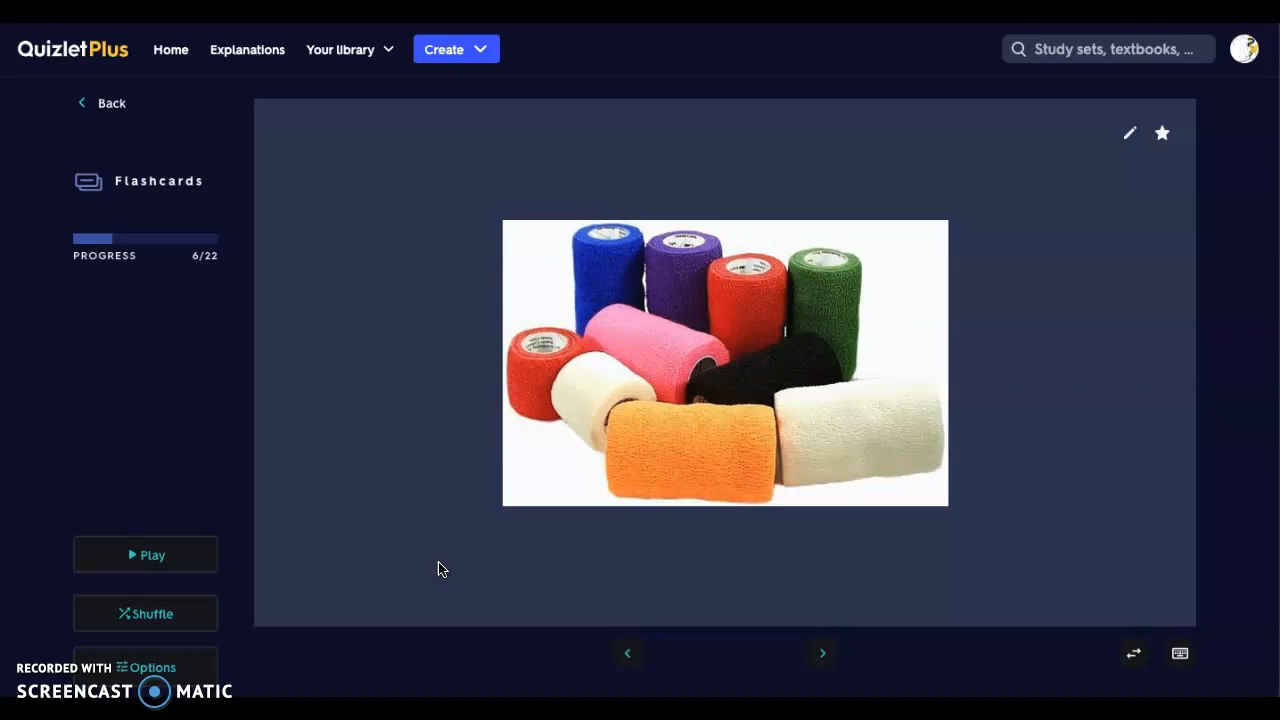 QuizletPlus
Home
Explanations
Your library
Create
Study sets, textbooks, ...
Back
Flashcards
PROGRESS 6/22
Play
Shuffle
Options
RECORDED WITH
SCREENCAST MATIC